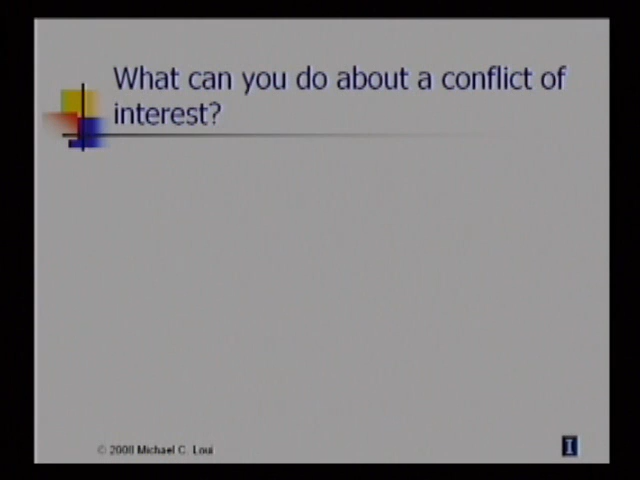 What can you do about a conflict of
interest?
© 2008 Michael C. Loui
I